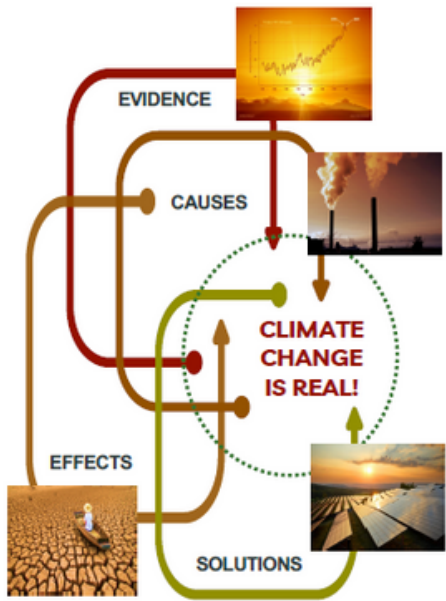 EVIDENCE
CAUSES
CLIMATE
CHANGE
IS REAL!
EFFECTS
SOLUTIONS